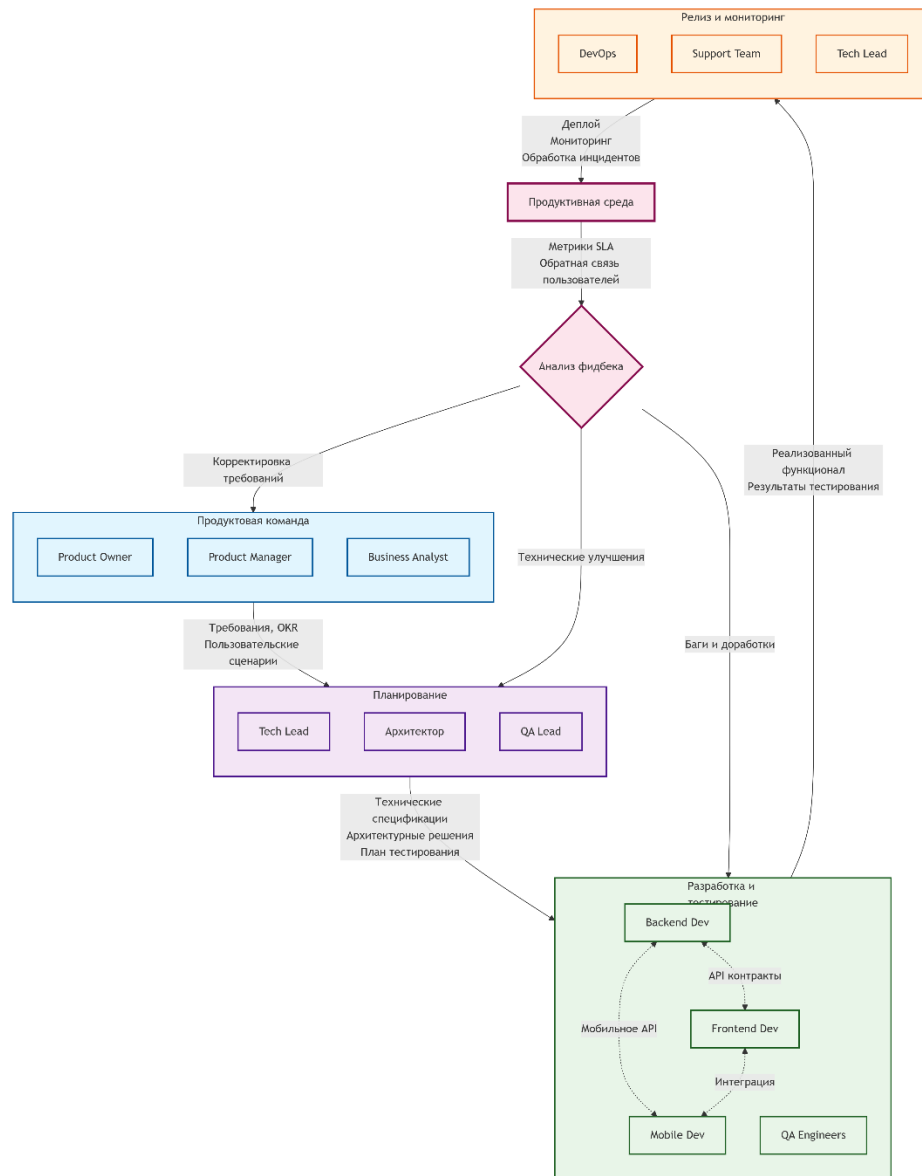 Релиз и мониторинг
DevOps
Support Team
Tech Lead
Деплой
Мониторинг
Обработка инцидентов
Продуктивная среда
Метрики SLA
Обратная связь
пользователей
Анализ фидбека
Корректировка
требований
Реализованный
функционал
Результаты тестирования
Продуктовая команда
Product Owner
Product Manager
Business Analyst
Технические улучшения
Требования, OKR
Пользовательские
сценарии
Баги и доработки
Планирование
Tech Lead
Архитектор
QA Lead
Технические
спецификации
Архитектурные решения
План тестирования
Разработка и
тестирование
Backend Dev
API контракты
Мобильное API
Frontend Dev
Интеграция
Mobile Dev
QA Engineers